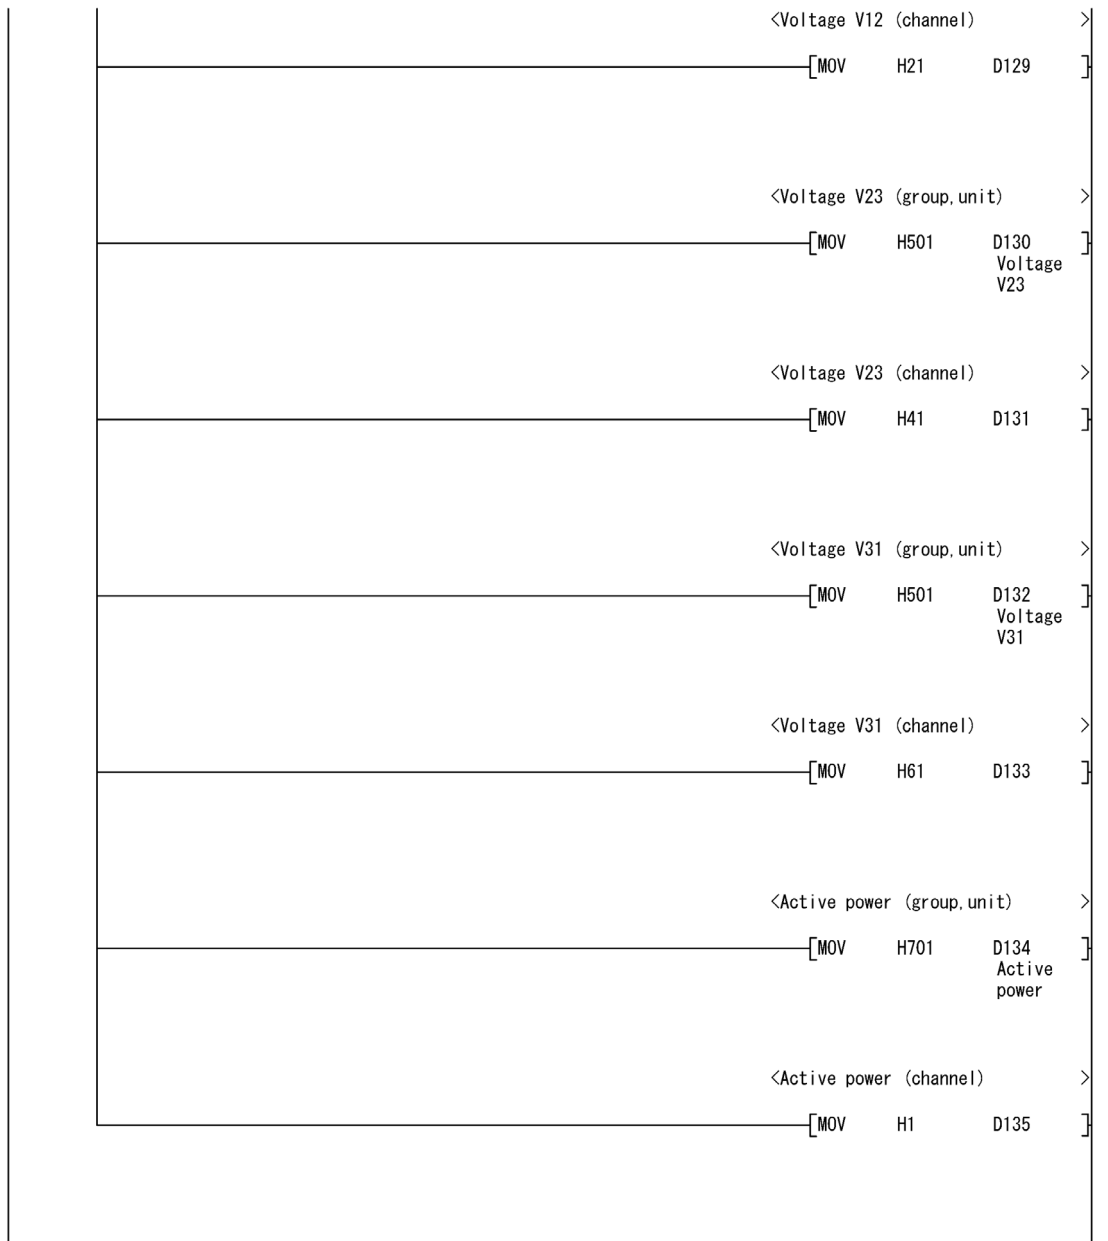 <Voltage V12 (channel) >
[MOV H21 D129 ]
<Voltage V23 (group,unit) >
[MOV H501 D130 ]
Voltage
V23
<Voltage V23 (channel) >
[MOV H41 D131 ]
<Voltage V31 (group,unit) >
[MOV H501 D132 ]
Voltage
V31
<Voltage V31 (channel) >
[MOV H61 D133 ]
<Active power (group,unit) >
[MOV H701 D134 ]
Active
power
<Active power (channel) >
[MOV H1 D135 ]